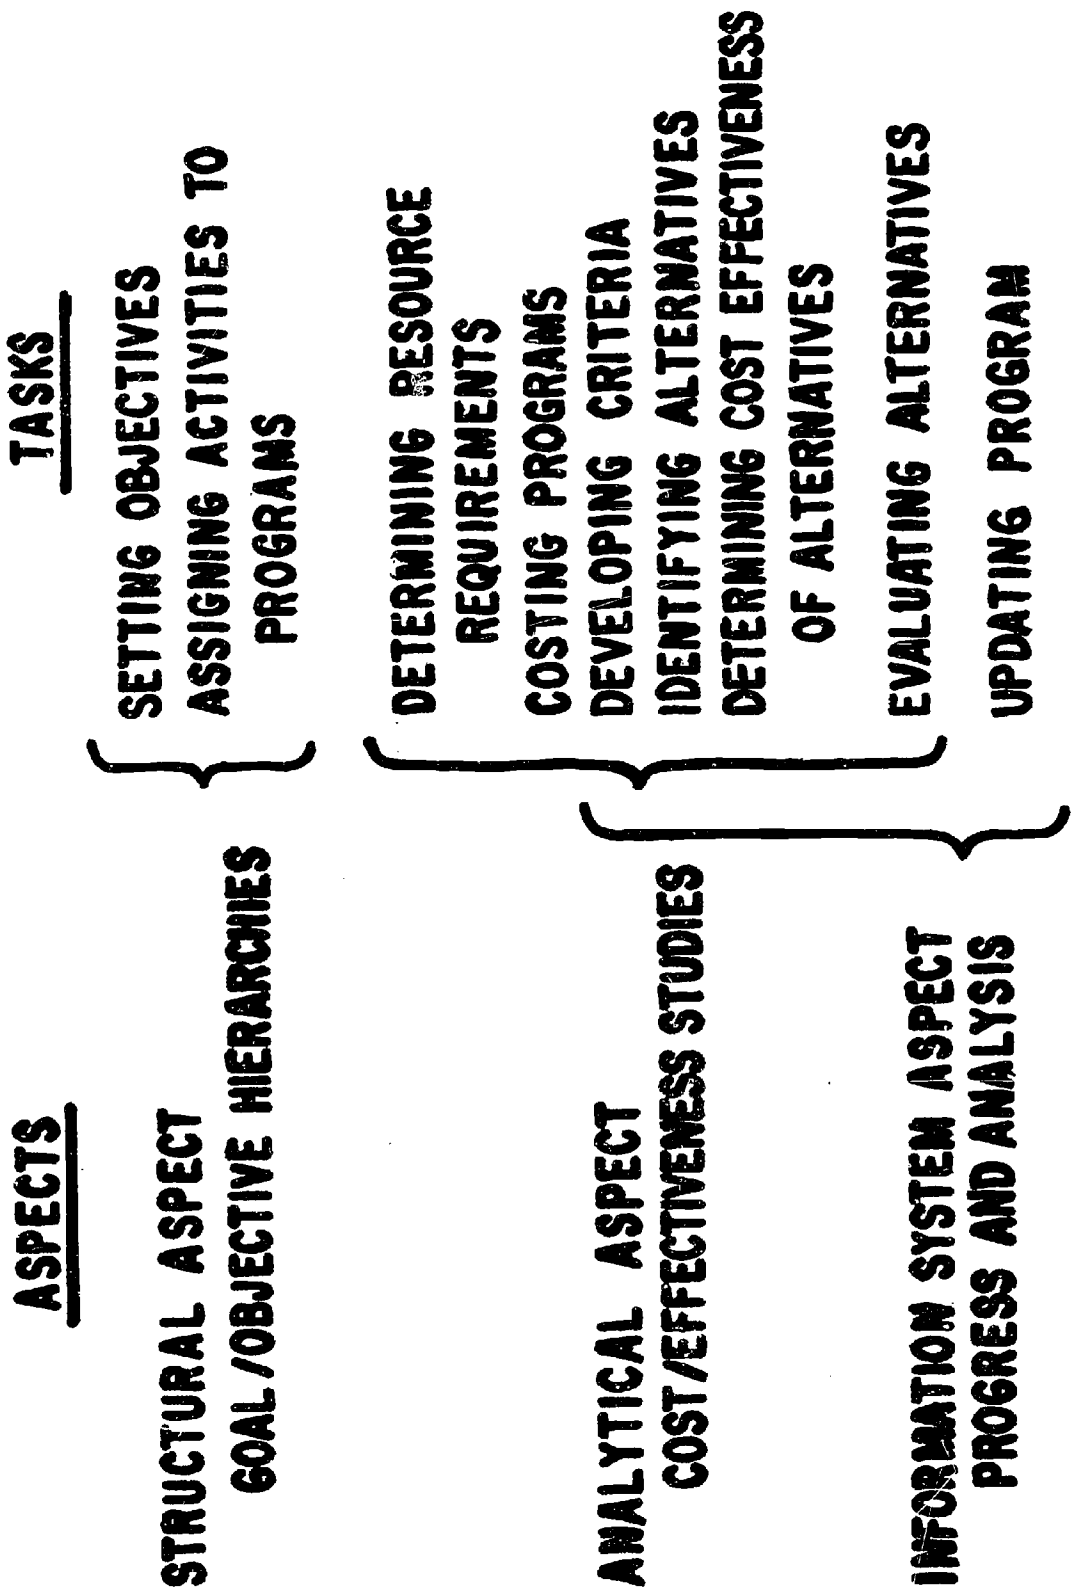 ASPECTS
STRUCTURAL ASPECT
GOAL/OBJECTIVE HIERARCHIES
ANALYTICAL ASPECT
COST/EFFECTIVENESS STUDIES
INFORMATION SYSTEM ASPECT
PROGRESS AND ANALYSIS
TASKS
SETTING OBJECTIVES
ASSIGNING ACTIVITIES TO
PROGRAMS
DETERMINING RESOURCE
REQUIREMENTS
COSTING PROGRAMS
DEVELOPING CRITERIA
IDENTIFYING ALTERNATIVES
DETERMINING COST EFFECTIVENESS
OF ALTERNATIVES
EVALUATING ALTERNATIVES
UPDATING PROGRAM